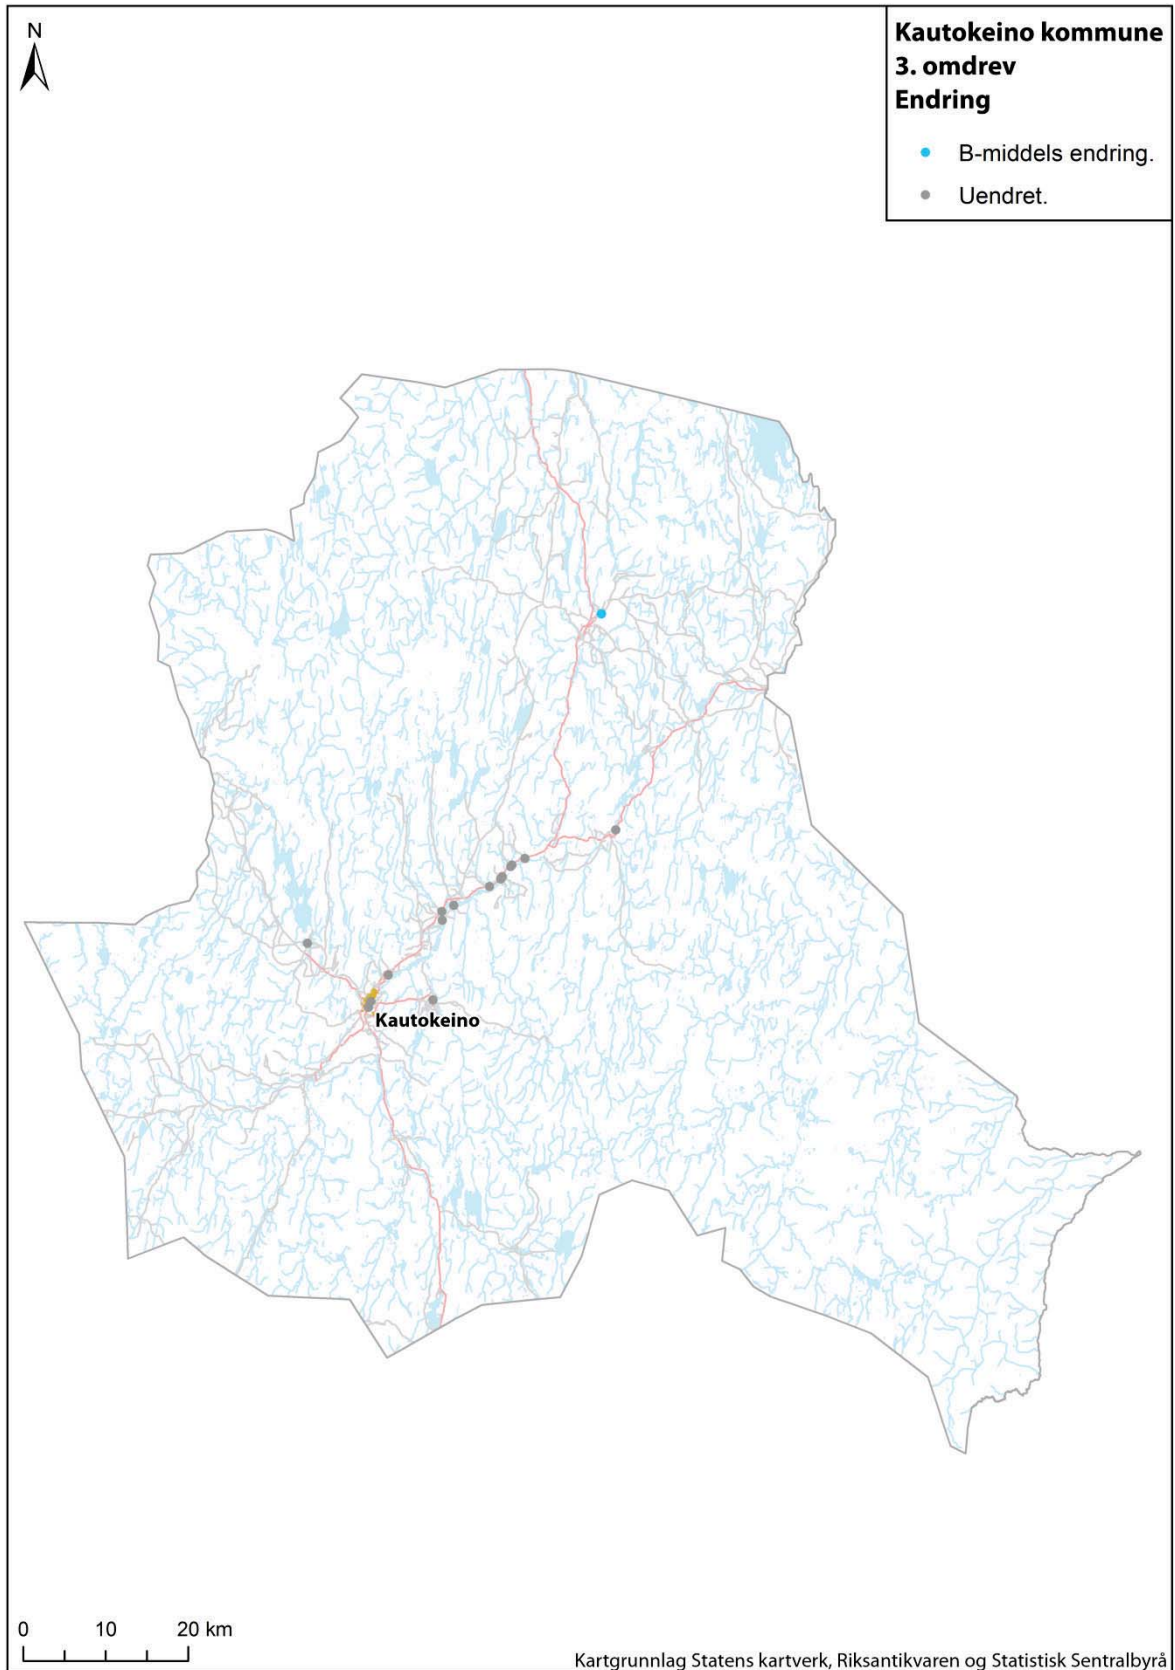 N
Kautokeino kommune
3. omdrev
Endring
B-middels endring.
Uendret.
Kautokeino
0 10 20 km
Kartgrunnlag Statens kartverk, Riksantikvaren og Statistisk Sentralbyrå